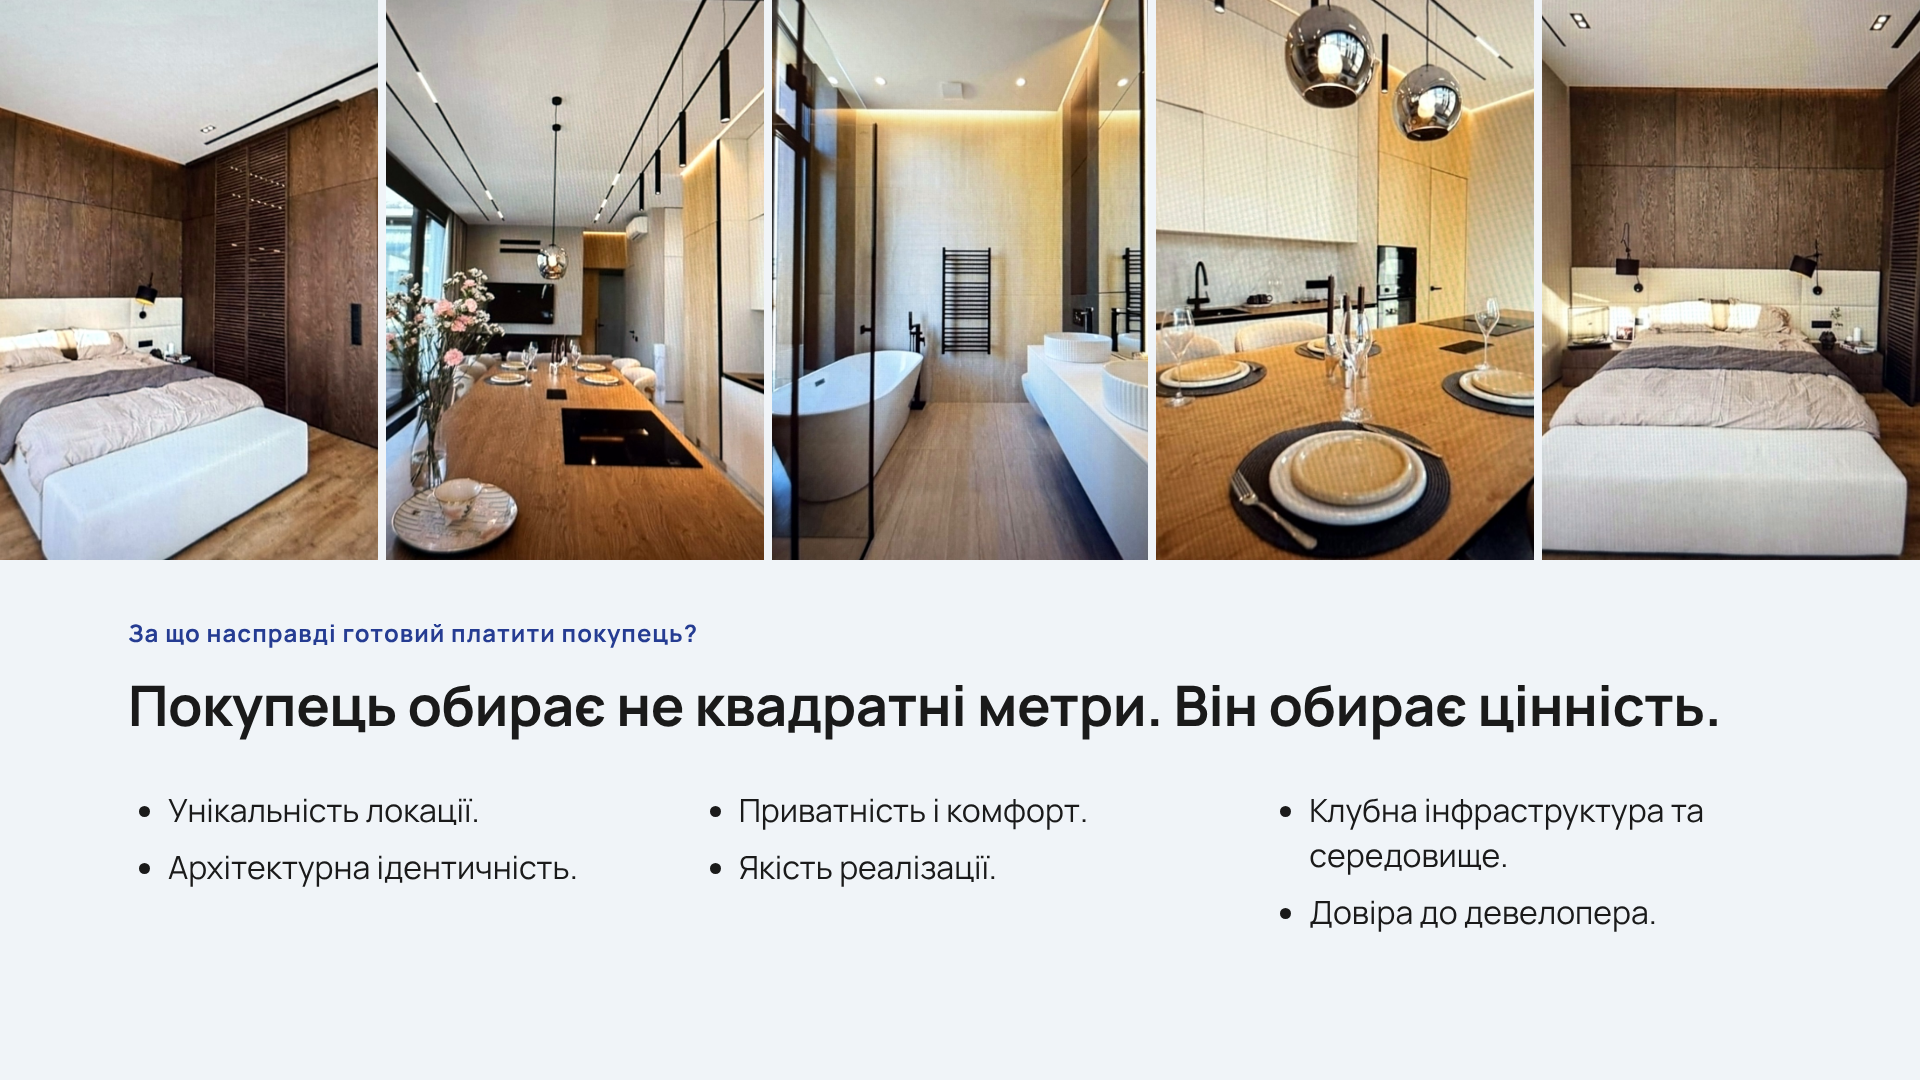 За що насправді готовий платити покупець?
Покупець обирає не квадратні метри. Він обирає цінність.
• Унікальність локації.
• Архітектурна ідентичність.
• Приватність і комфорт.
• Якість реалізації.
• Клубна інфраструктура та
середовище.
• Довіра до девелопера.